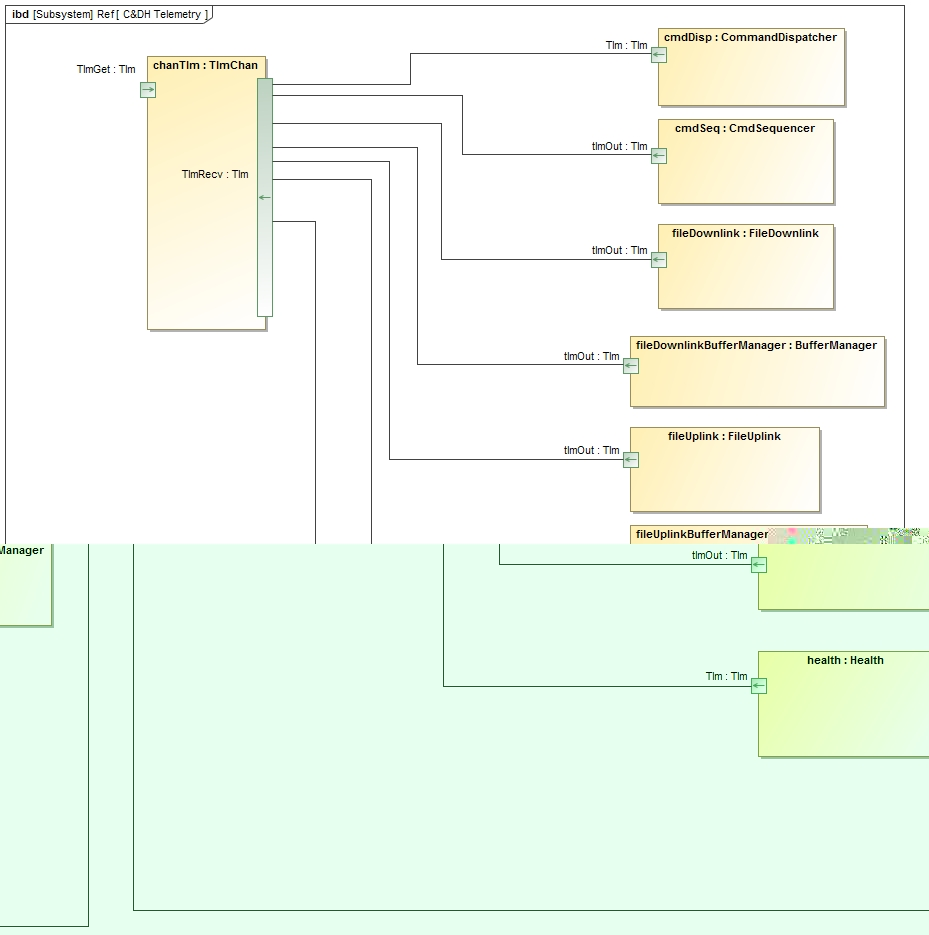 ibd [Subsystem] Ref [ C&DH Telemetry ]
cmdDisp : CommandDispatcher
Tlm : Tlm
chanTlm : TlmChan
TlmGet : Tlm
cmdSeq : CmdSequencer
tlmOut : Tlm
TlmRecv : Tlm
fileDownlink : FileDownlink
tlmOut : Tlm
fileDownlinkBufferManager : BufferManager
tlmOut : Tlm
fileUplink : FileUplink
tlmOut : Tlm
fileUplinkBufferManager
Manager
tlmOut : Tlm
health : Health
Tlm : Tlm